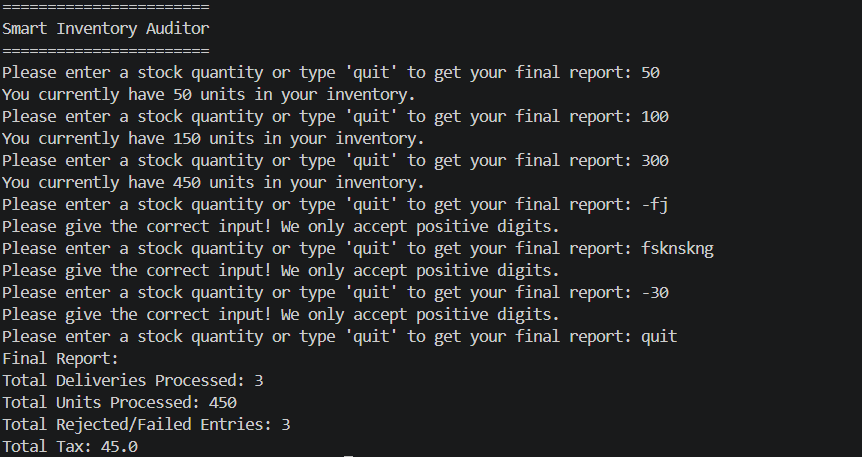 =======================
Smart Inventory Auditor
=======================
Please enter a stock quantity or type 'quit' to get your final report: 50
You currently have 50 units in your inventory.
Please enter a stock quantity or type 'quit' to get your final report: 100
You currently have 150 units in your inventory.
Please enter a stock quantity or type 'quit' to get your final report: 300
You currently have 450 units in your inventory.
Please enter a stock quantity or type 'quit' to get your final report: -fj
Please give the correct input! We only accept positive digits.
Please enter a stock quantity or type 'quit' to get your final report: fsknskng
Please give the correct input! We only accept positive digits.
Please enter a stock quantity or type 'quit' to get your final report: -30
Please give the correct input! We only accept positive digits.
Please enter a stock quantity or type 'quit' to get your final report: quit
Final Report:
Total Deliveries Processed: 3
Total Units Processed: 450
Total Rejected/Failed Entries: 3
Total Tax: 45.0